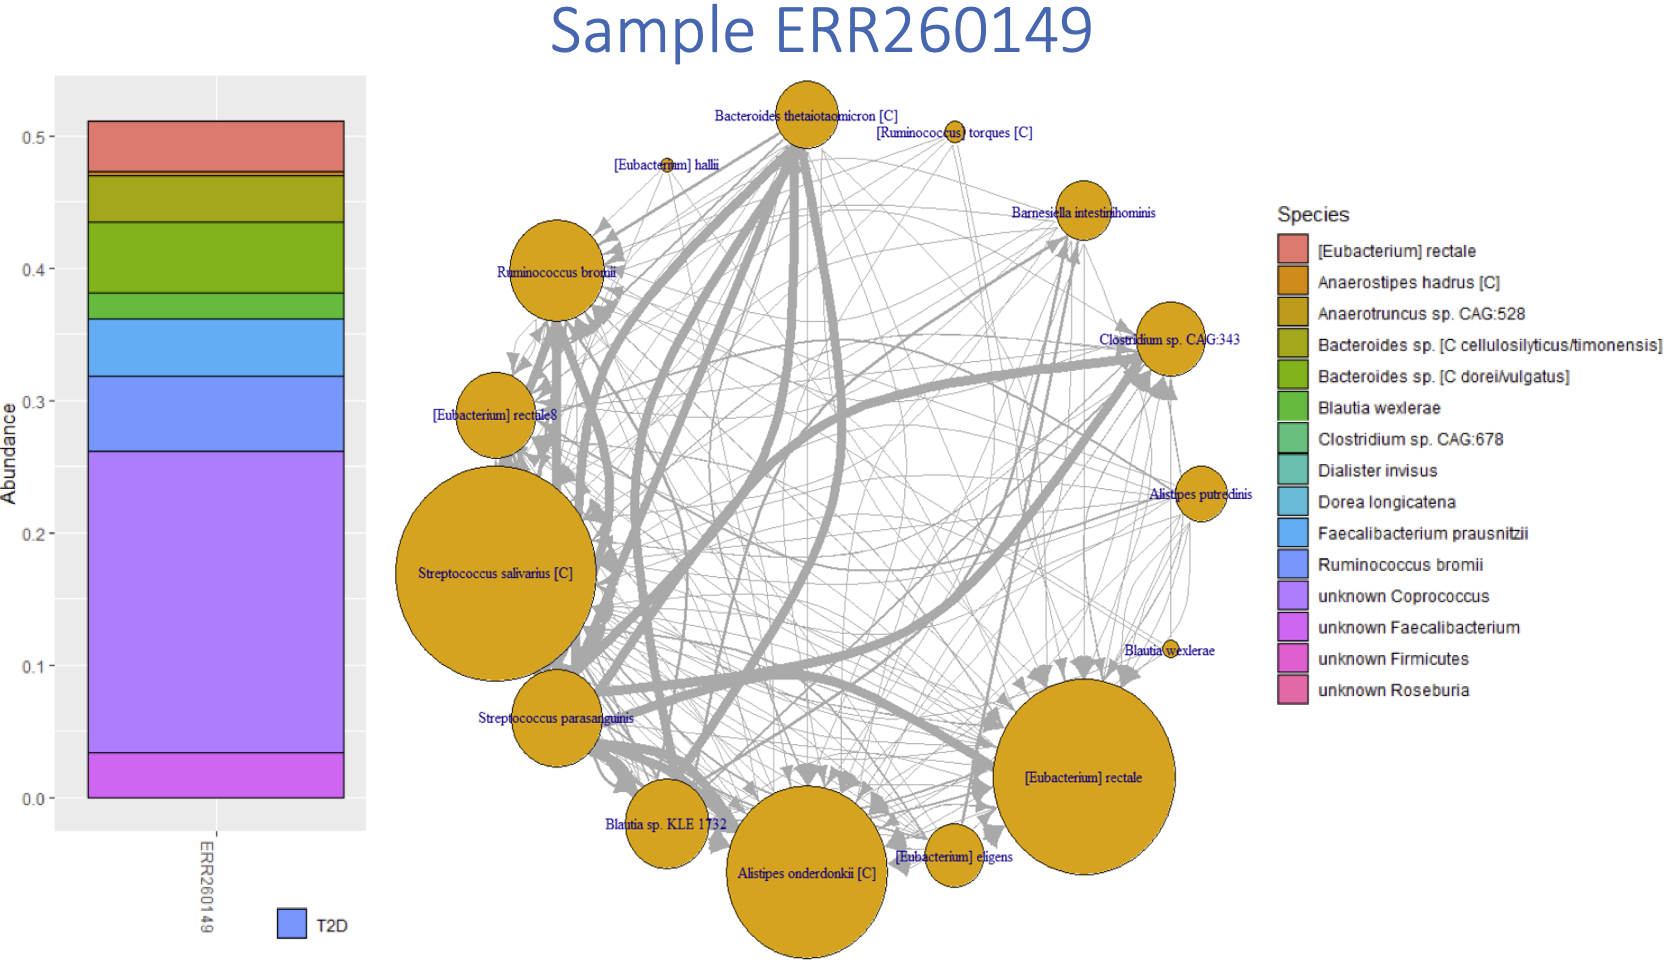 Sample ERR260149
Abundance
0.5
0.4
0.3
0.2
0.1
0.0
ERR260149
T2D
Bacteroides thetaiotaomicron [C]
[Ruminococcus] torques [C]
[Eubacterium] hallii
Barnesiella intestinihominis
Ruminococcus bromii
Clostridium sp. CAG:343
[Eubacterium] rectale8
Alistipes putredinis
Streptococcus salivarius [C]
Blautia wexlerae
Streptococcus parasanguinis
[Eubacterium] rectale
Blautia sp. KLE 1732
[Eubacterium] eligens
Alistipes onderdonkii [C]
Species
[Eubacterium] rectale
Anaerostipes hadrus [C]
Anaerotruncus sp. CAG:528
Bacteroides sp. [C cellulosilyticus/timonensis]
Bacteroides sp. [C dorei/vulgatus]
Blautia wexlerae
Clostridium sp. CAG:678
Dialister invisus
Dorea longicatena
Faecalibacterium prausnitzii
Ruminococcus bromii
unknown Coprococcus
unknown Faecalibacterium
unknown Firmicutes
unknown Roseburia